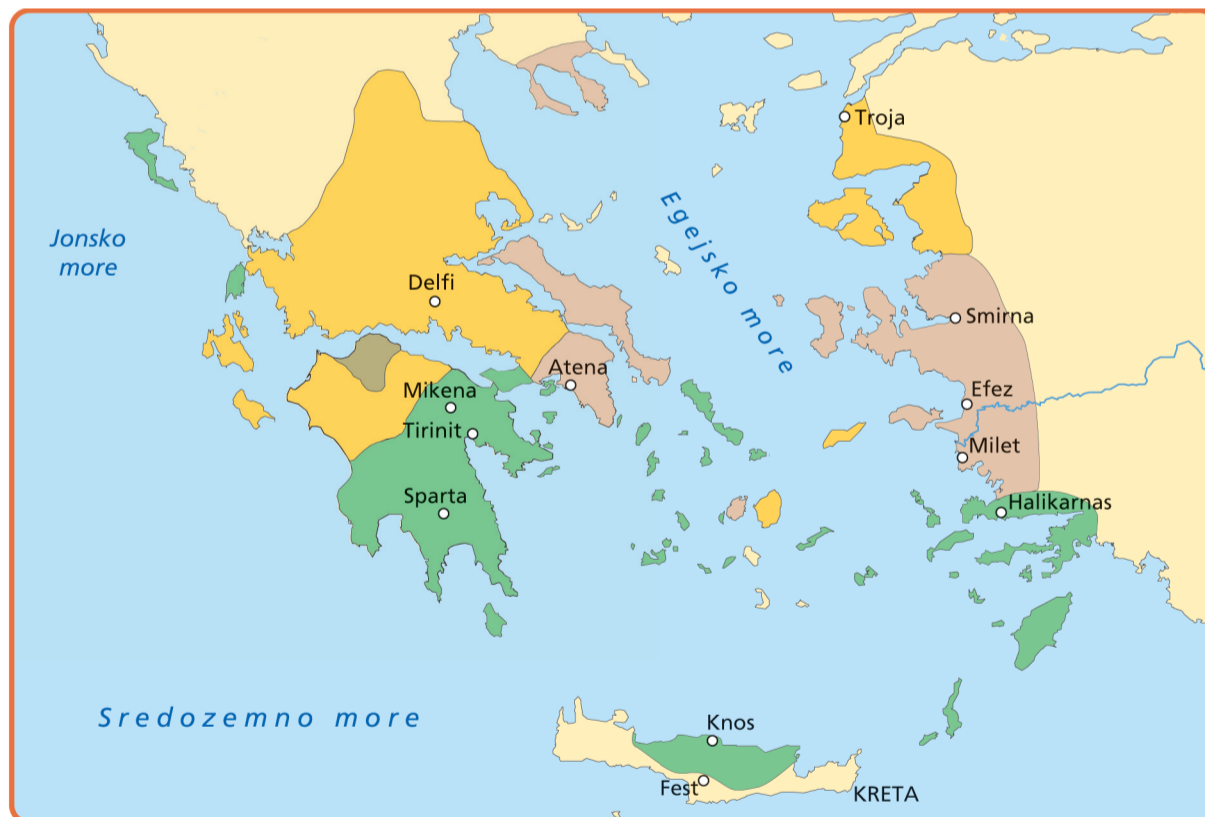 Troja
Egejsko more
Jonsko
more
Delfi
Smirna
Atena
Mikena
Efez
Tirinit
Milet
Sparta
Halikarnas
Sredozemno more
Knos
Fest
KRETA